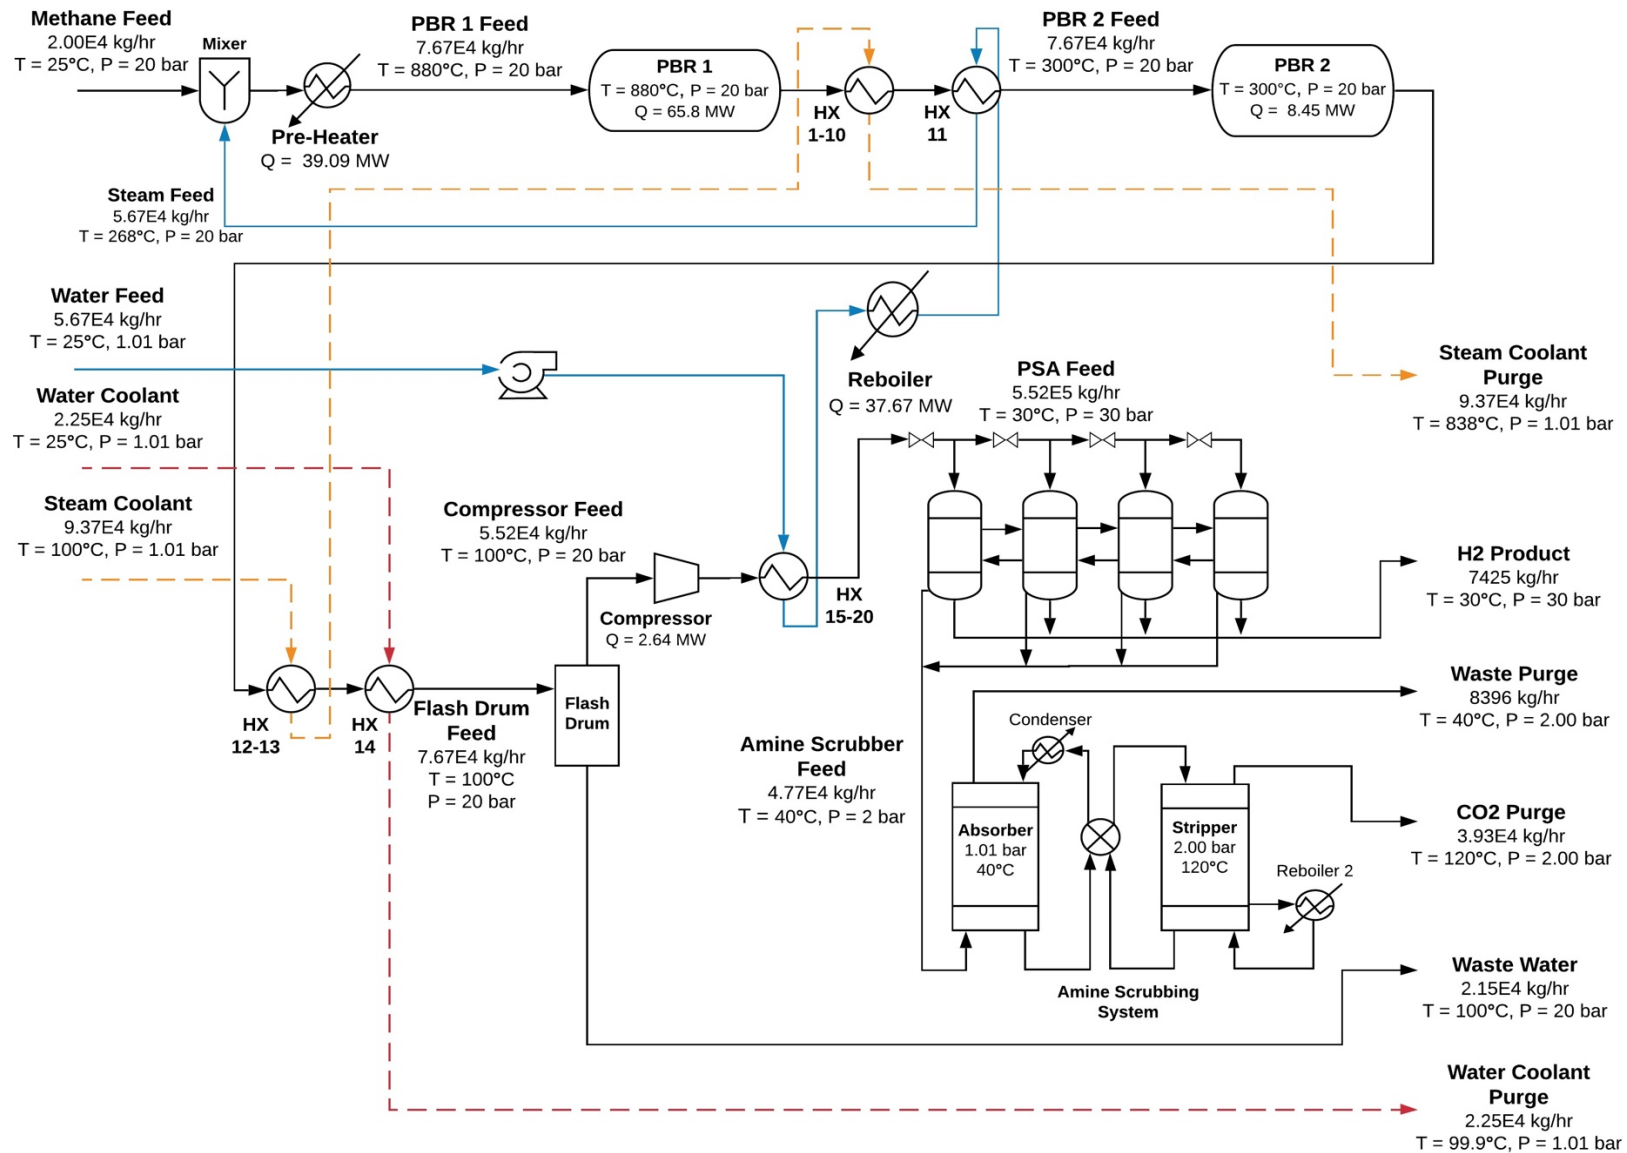 Methane Feed
2.00E4 kg/hr
T = 25°C, P = 20 bar
Mixer
PBR 1 Feed
7.67E4 kg/hr
T = 880°C, P = 20 bar
Pre-Heater
Q = 39.09 MW
PBR 1
T = 880°C, P = 20 bar
Q = 65.8 MW
HX
1-10
HX
11
PBR 2 Feed
7.67E4 kg/hr
T = 300°C, P = 20 bar
PBR 2
T = 300°C, P = 20 bar
Q = 8.45 MW
Steam Feed
5.67E4 kg/hr
T = 268°C, P = 20 bar
Water Feed
5.67E4 kg/hr
T = 25°C, 1.01 bar
Water Coolant
2.25E4 kg/hr
T = 25°C, P = 1.01 bar
Steam Coolant
9.37E4 kg/hr
T = 100°C, P = 1.01 bar
Reboiler
Q = 37.67 MW
PSA Feed
5.52E5 kg/hr
T = 30°C, P = 30 bar
Steam Coolant
Purge
9.37E4 kg/hr
T = 838°C, P = 1.01 bar
Compressor Feed
5.52E4 kg/hr
T = 100°C, P = 20 bar
Compressor
Q = 2.64 MW
HX
15-20
H2 Product
7425 kg/hr
T = 30°C, P = 30 bar
HX
12-13
HX
14
Flash Drum
Feed
7.67E4 kg/hr
T = 100°C
P = 20 bar
Flash
Drum
Waste Purge
8396 kg/hr
T = 40°C, P = 2.00 bar
Amine Scrubber
Feed
4.77E4 kg/hr
T = 40°C, P = 2 bar
Condenser
Absorber
1.01 bar
40°C
Stripper
2.00 bar
120°C
Reboiler 2
CO2 Purge
3.93E4 kg/hr
T = 120°C, P = 2.00 bar
Amine Scrubbing
System
Waste Water
2.15E4 kg/hr
T = 100°C, P = 20 bar
Water Coolant
Purge
2.25E4 kg/hr
T = 99.9°C, P = 1.01 bar